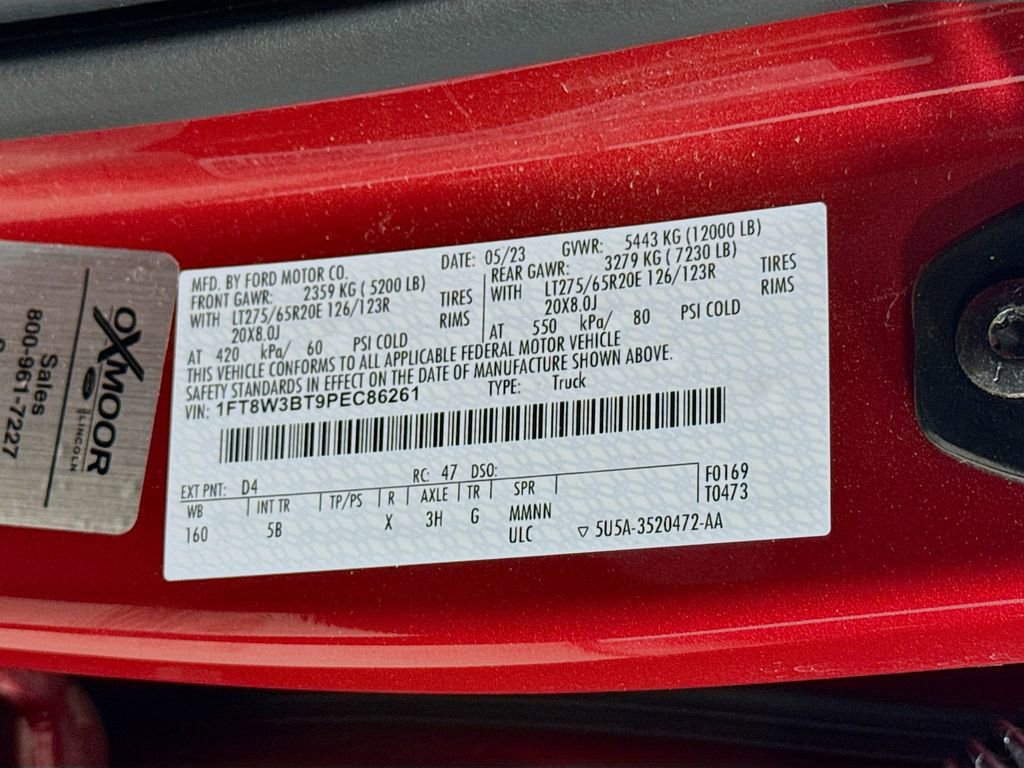 MFD. BY FORD MOTOR CO. DATE: 05/23 GVWR: 5443 KG (12000 LB)
FRONT GAWR: 2359 KG ( 5200 LB) REAR GAWR: 3279 KG ( 7230 LB)
WITH LT275/65R20E 126/123R TIRES WITH LT275/65R20E 126/123R TIRES
20X8.0J RIMS 20X8.0J RIMS
AT 420 kPa/ 60 PSI COLD AT 550 kPa/ 80 PSI COLD
THIS VEHICLE CONFORMS TO ALL APPLICABLE FEDERAL MOTOR VEHICLE
SAFETY STANDARDS IN EFFECT ON THE DATE OF MANUFACTURE SHOWN ABOVE.
VIN: 1FT8W3BT9PEC86261 TYPE: Truck
EXT PNT: D4 RC: 47 DSO: F0169
WB INT TR TP/PS R AXLE TR SPR T0473
160 5B X 3H G MMNN
ULC ▽ 5U5A-3520472-AA
OXMOOR
LINCOLN
Sales
800-961-7227